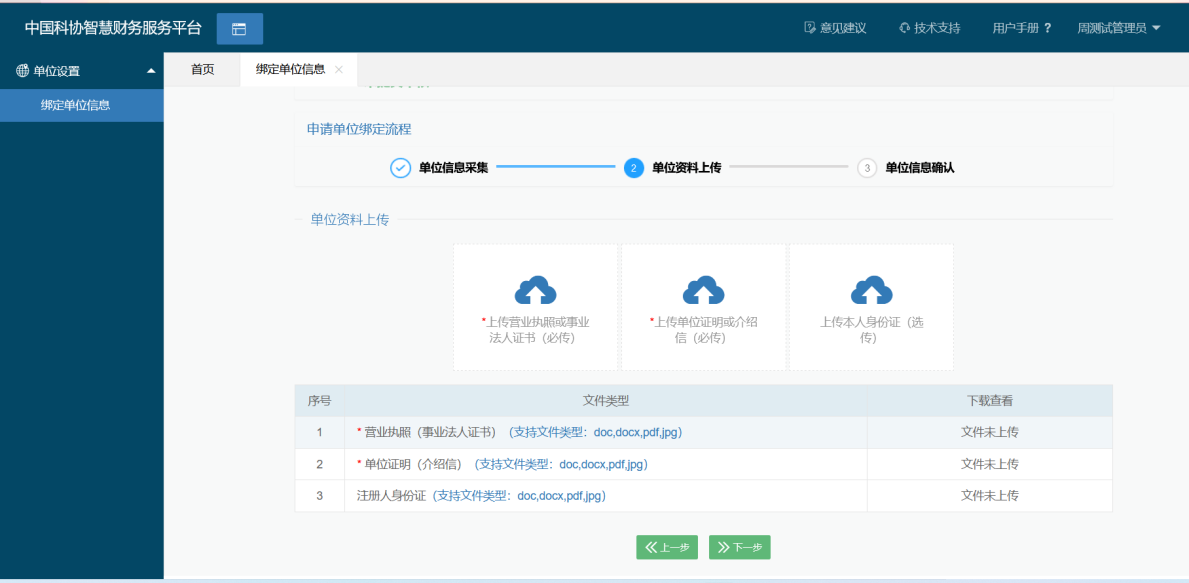 中国科协智慧财务服务平台
意见建议 技术支持 用户手册 ? 周测试管理员
单位设置 首页 绑定单位信息 ×
绑定单位信息
申请单位绑定流程
单位信息采集 2 单位资料上传 3 单位信息确认
单位资料上传
*上传营业执照或事业
法人证书（必传）
*上传单位证明或介绍
信（必传）
上传本人身份证（选
传）
序号 文件类型 下载查看
1 * 营业执照（事业法人证书）（支持文件类型：doc,docx,pdf,jpg） 文件未上传
2 * 单位证明（介绍信）（支持文件类型：doc,docx,pdf,jpg） 文件未上传
3 注册人身份证（支持文件类型：doc,docx,pdf,jpg） 文件未上传
上一步 下一步